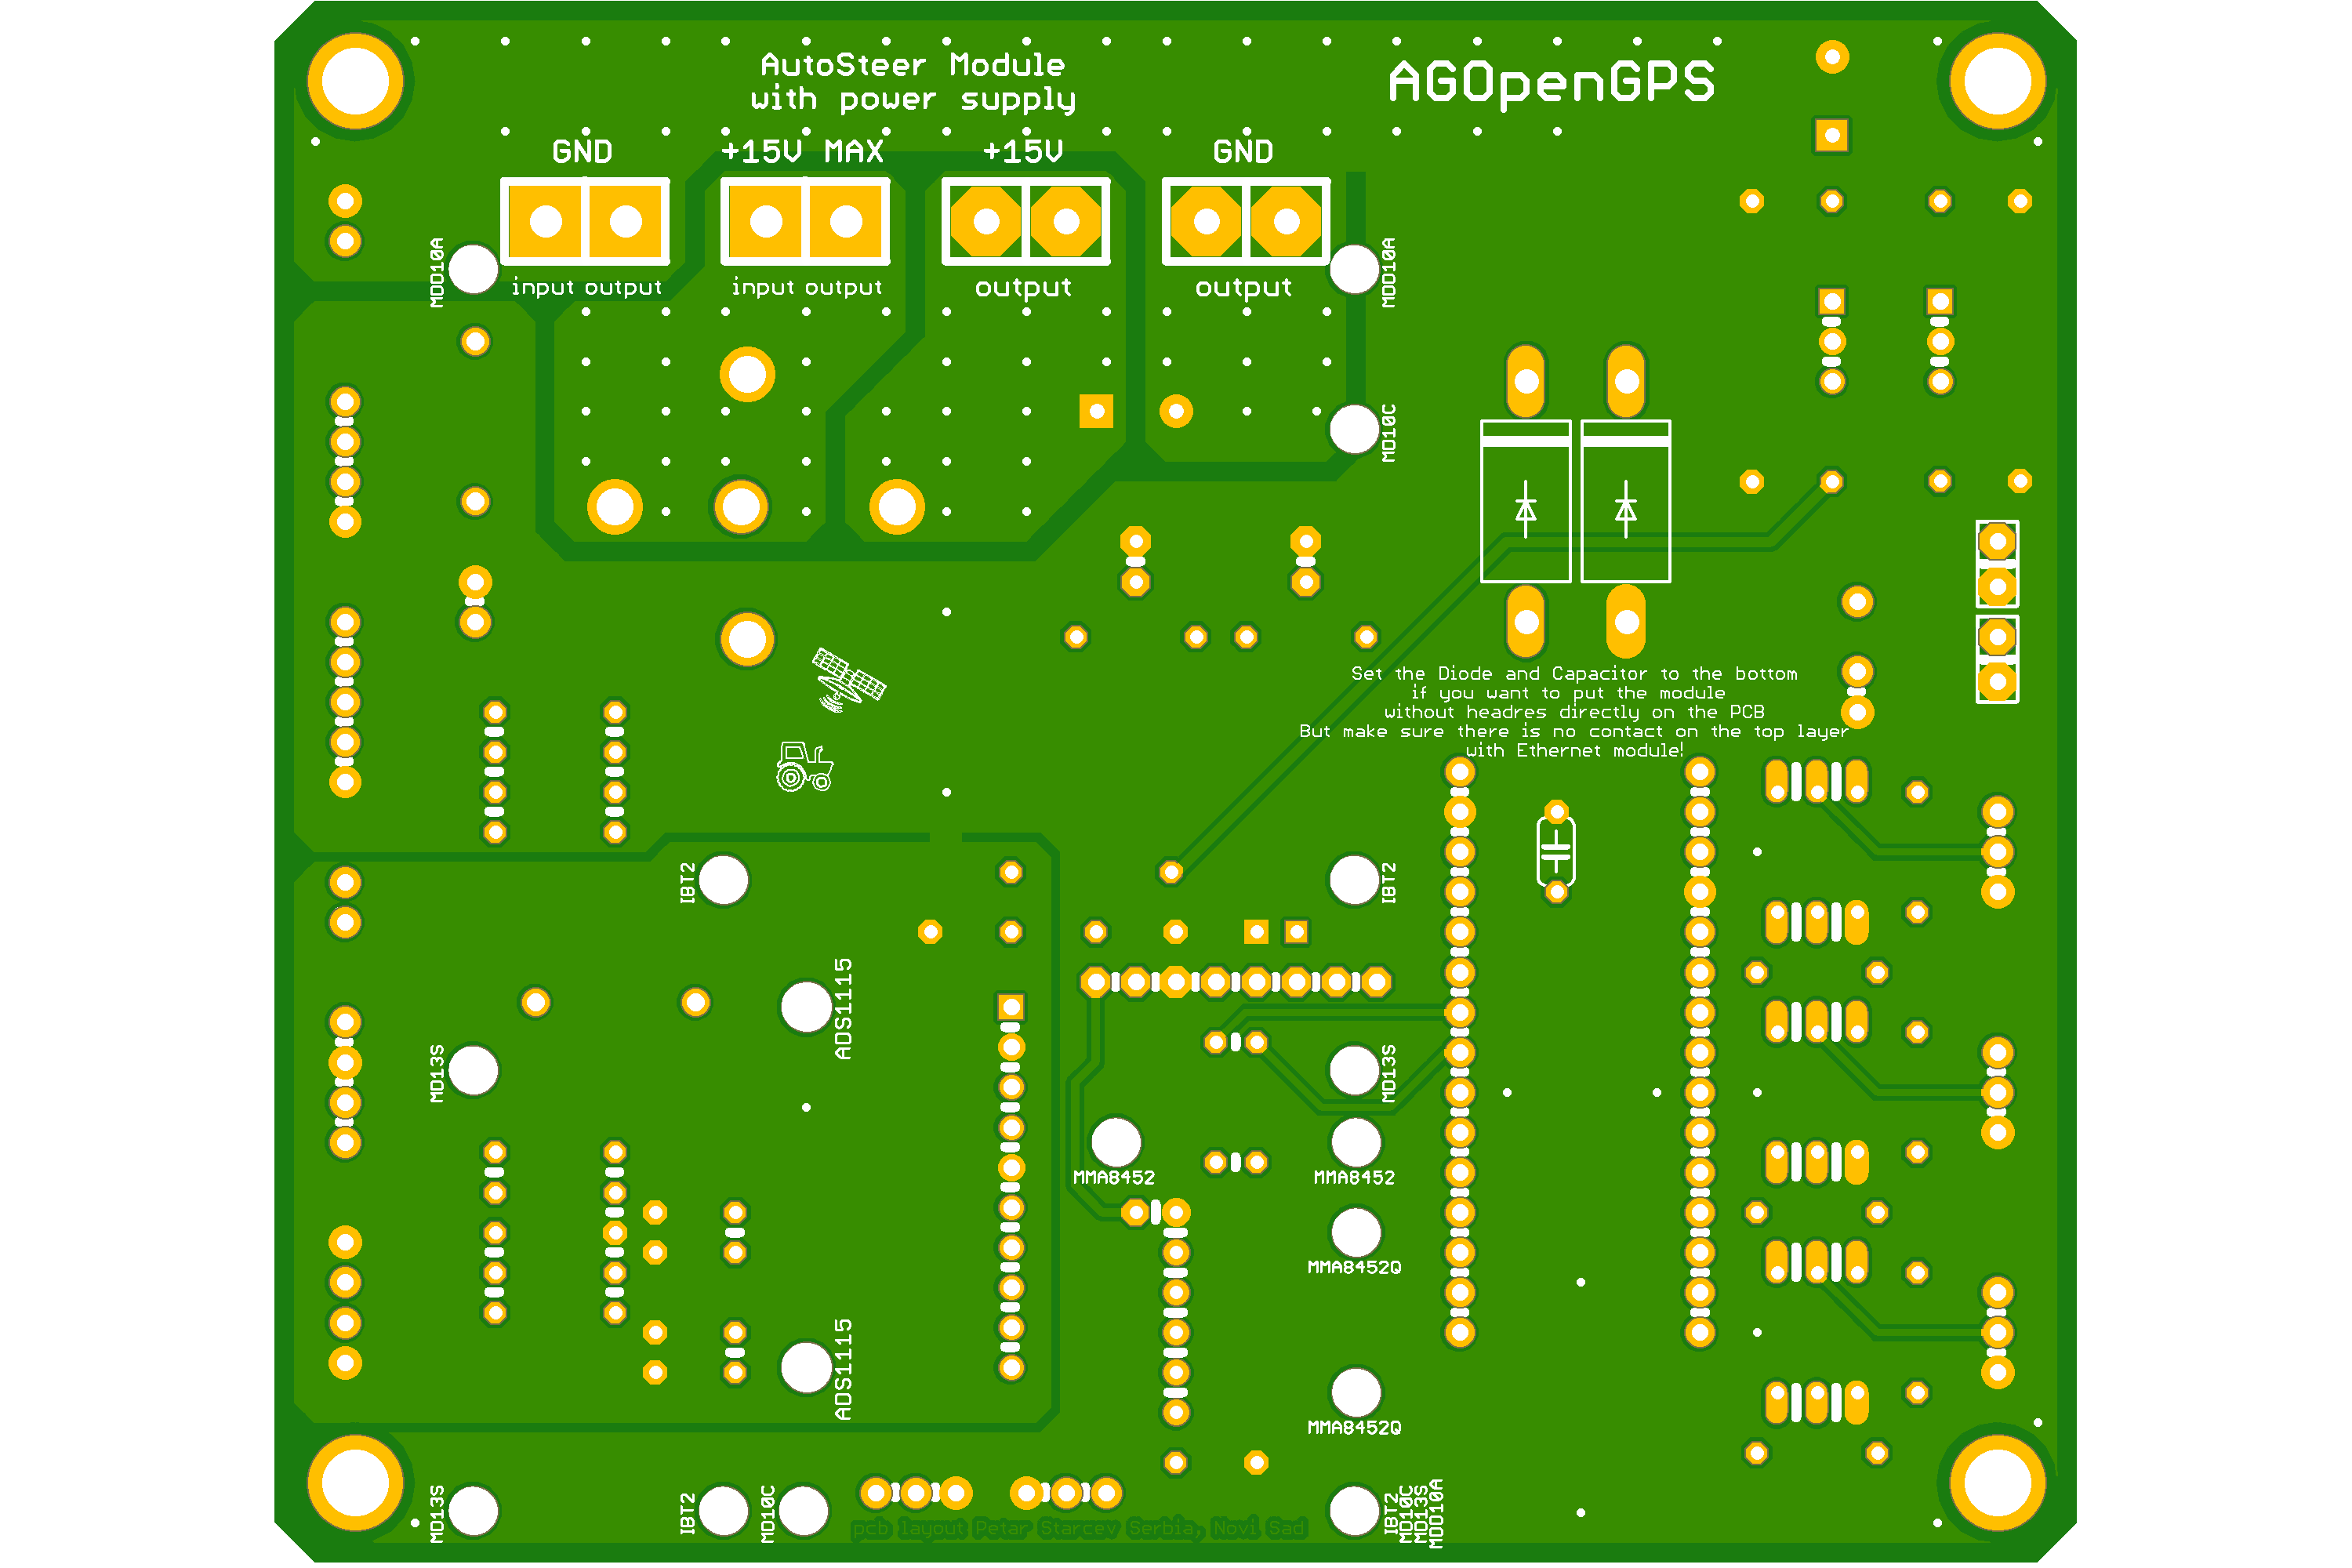 AutoSteer Module
with power supply
AGOpenGPS
GND
+15V MAX
+15V
GND
input output
input output
output
output
MDD10A
MDD10A
MD10C
Set the Diode and Capacitor to the bottom
if you want to put the module
without headres directly on the PCB
But make sure there is no contact on the top layer
with Ethernet module!
IBT2
IBT2
ADS1115
MD13S
MD13S
MMA8452
MMA8452
MMA8452Q
ADS1115
MMA8452Q
MD13S
IBT2
MD10C
IBT2
MD10C
MD13S
MDD10A
pcb layout Petar Starcev Serbia, Novi Sad